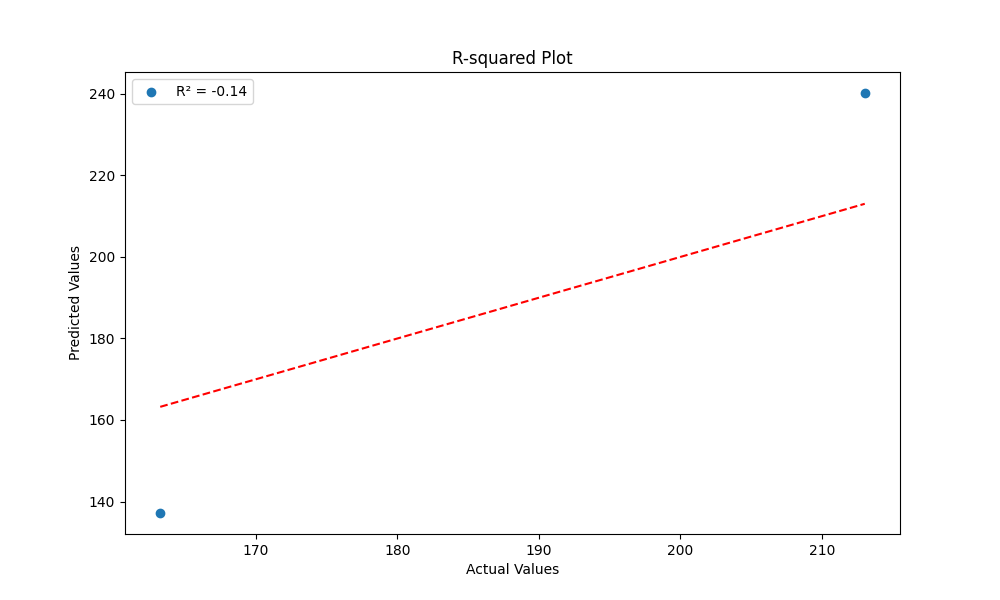 R-squared Plot
R² = -0.14
240
220
200
180
160
140
Predicted Values
170
180
190
200
210
Actual Values